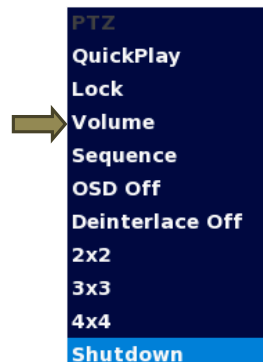 PTZ
QuickPlay
Lock
Volume
Sequence
OSD Off
Deinterlace Off
2x2
3x3
4x4
Shutdown